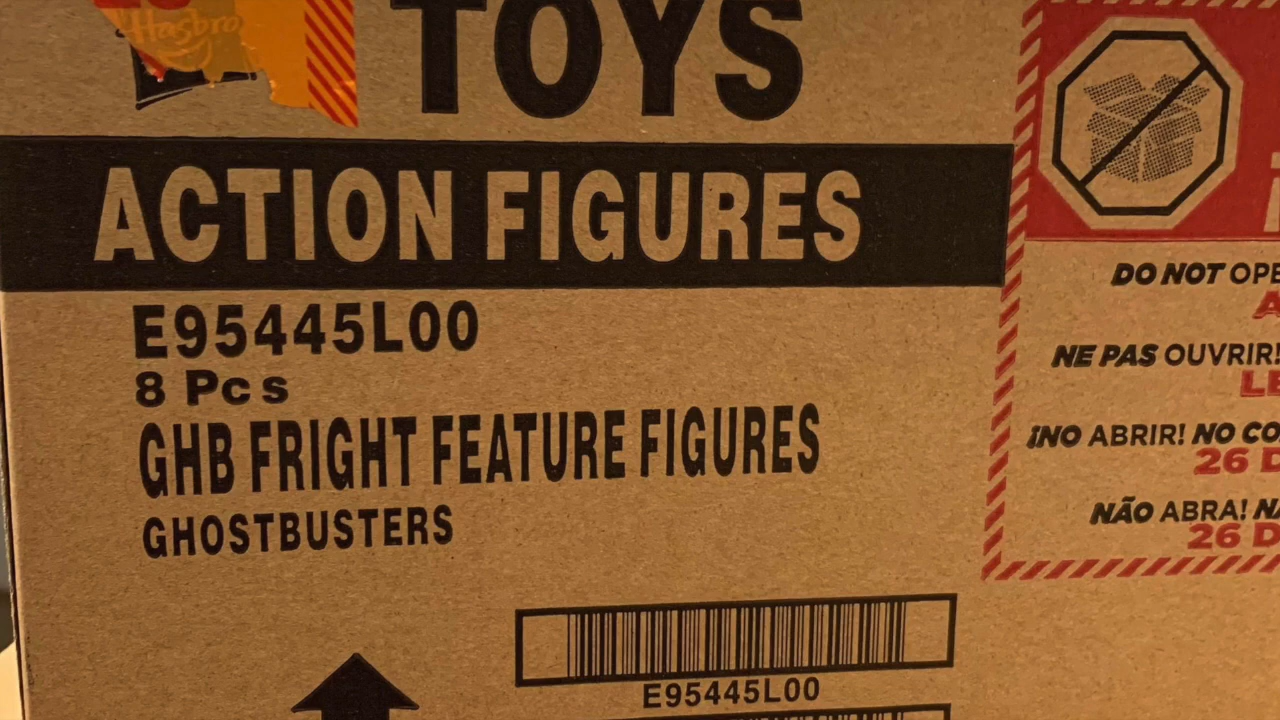 Hasbro
TOYS
ACTION FIGURES
E95445L00
8 Pcs
GHB FRIGHT FEATURE FIGURES
GHOSTBUSTERS
E95445L00
DO NOT
NE PAS OUVRIR!
¡NO ABRIR! NO
26
NÃO ABRA!
26